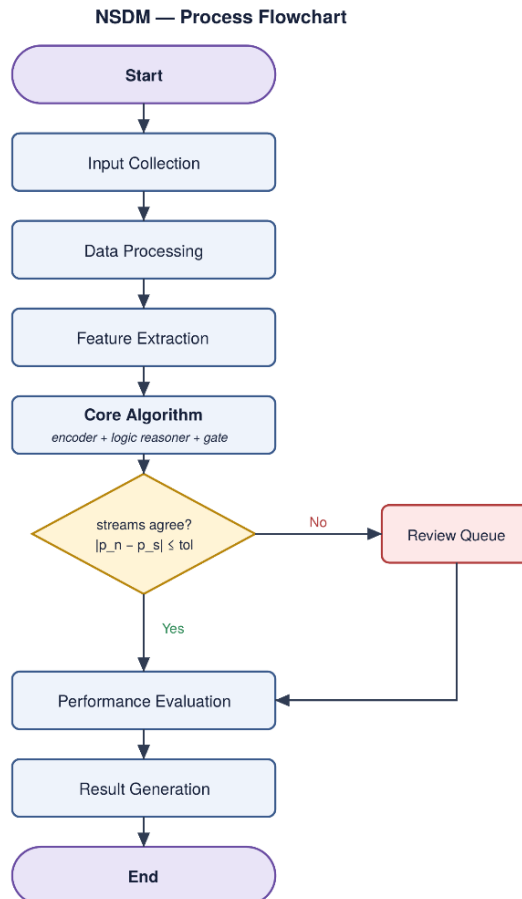 NSDM — Process Flowchart
Start
Input Collection
Data Processing
Feature Extraction
Core Algorithm
encoder + logic reasoner + gate
streams agree?
|p_n − p_s| ≤ tol
No
Review Queue
Yes
Performance Evaluation
Result Generation
End